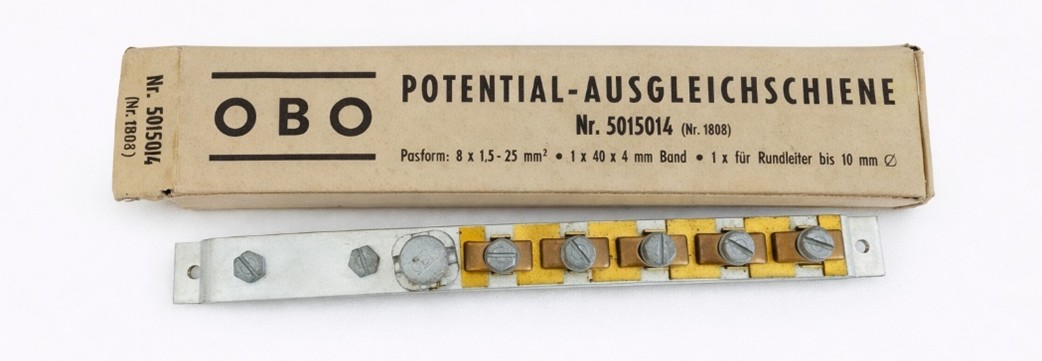 Nr. 5015014
(Nr. 1808)
OBO
POTENTIAL-AUSGLEICHSCHIENE
Nr. 5015014 (Nr. 1808)
Pasform: 8 x 1,5-25 mm² • 1 x 40 x 4 mm Band • 1 x für Rundleiter bis 10 mm ∅